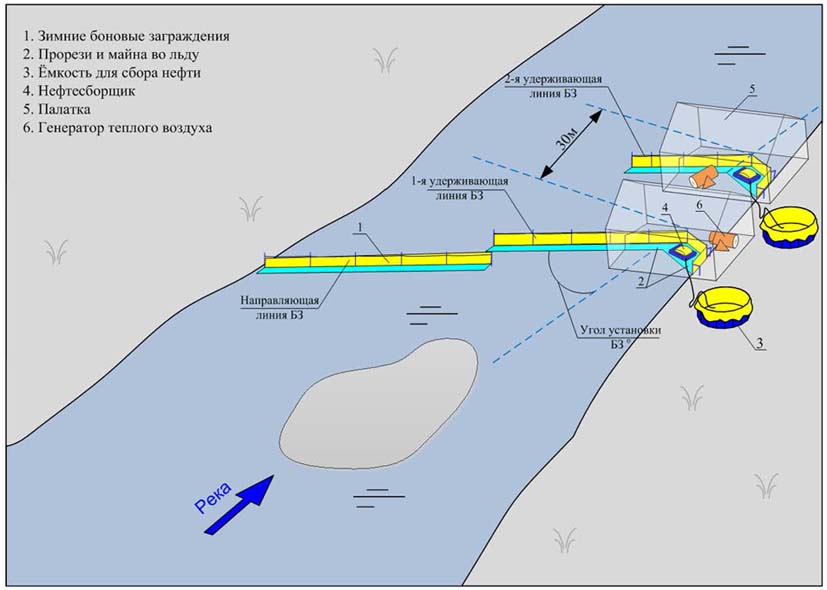 1. Зимние боновые заграждения
2. Прорези и майна во льду
3. Ёмкость для сбора нефти
4. Нефтесборщик
5. Палатка
6. Генератор теплого воздуха
2-я удерживающая
линия БЗ
5
30м
1-я удерживающая
линия БЗ
4
6
1
2
Направляющая
линия БЗ
Угол установки
БЗ °
3
Река